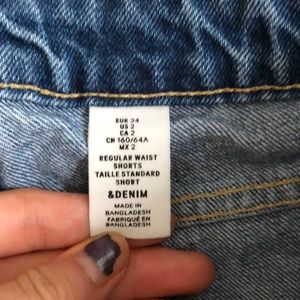 EUR 34
US 2
CA 2
CN 160/64A
MX 2
REGULAR WAIST
SHORTS
TAILLE STANDARD
SHORT
&DENIM
MADE IN
BANGLADESH
FABRIQUÉ EN
BANGLADESH